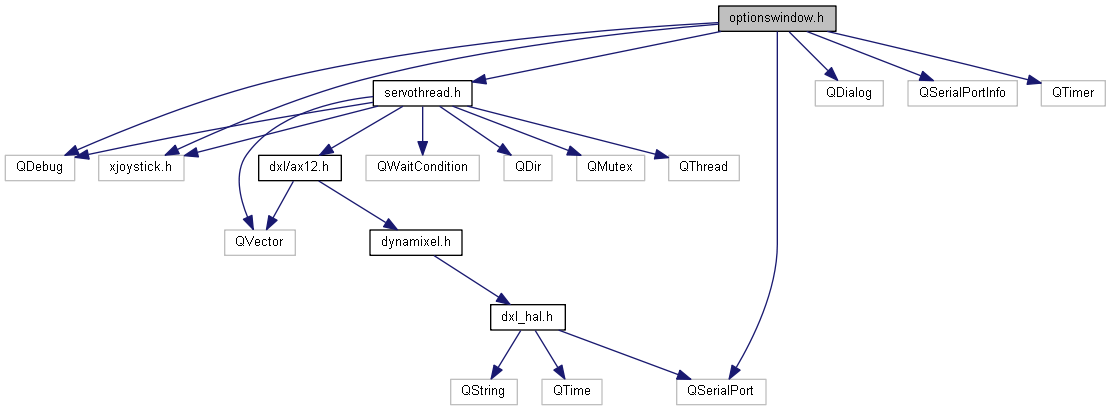 optionswindow.h
servothread.h
QDialog
QSerialPortInfo
QTimer
QDebug
xjoystick.h
dxl/ax12.h
QWaitCondition
QDir
QMutex
QThread
QVector
dynamixel.h
dxl_hal.h
QString
QTime
QSerialPort